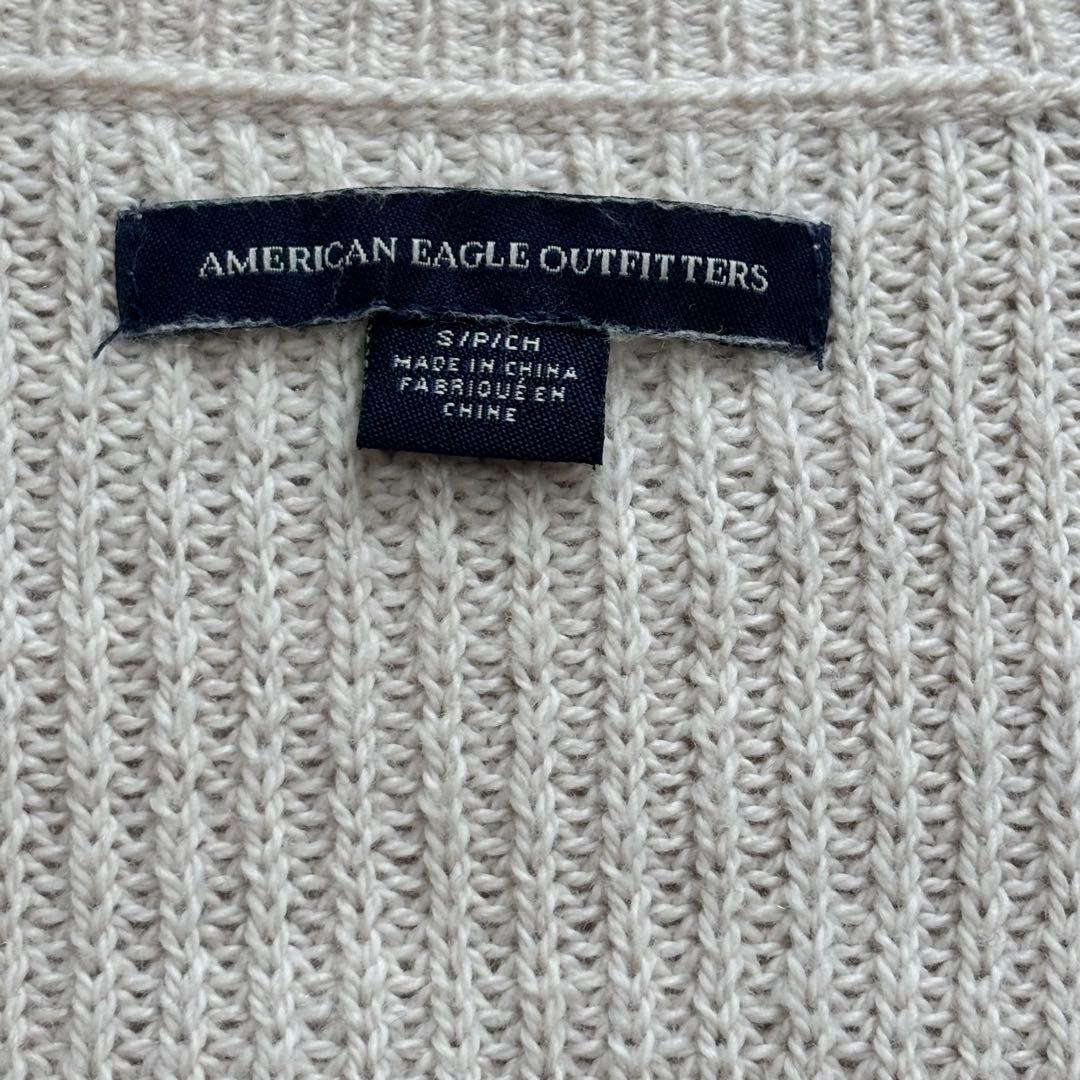 AMERICAN EAGLE OUTFITTERS
S/P/CH
MADE IN CHINA
FABRIQUÉ EN
CHINE